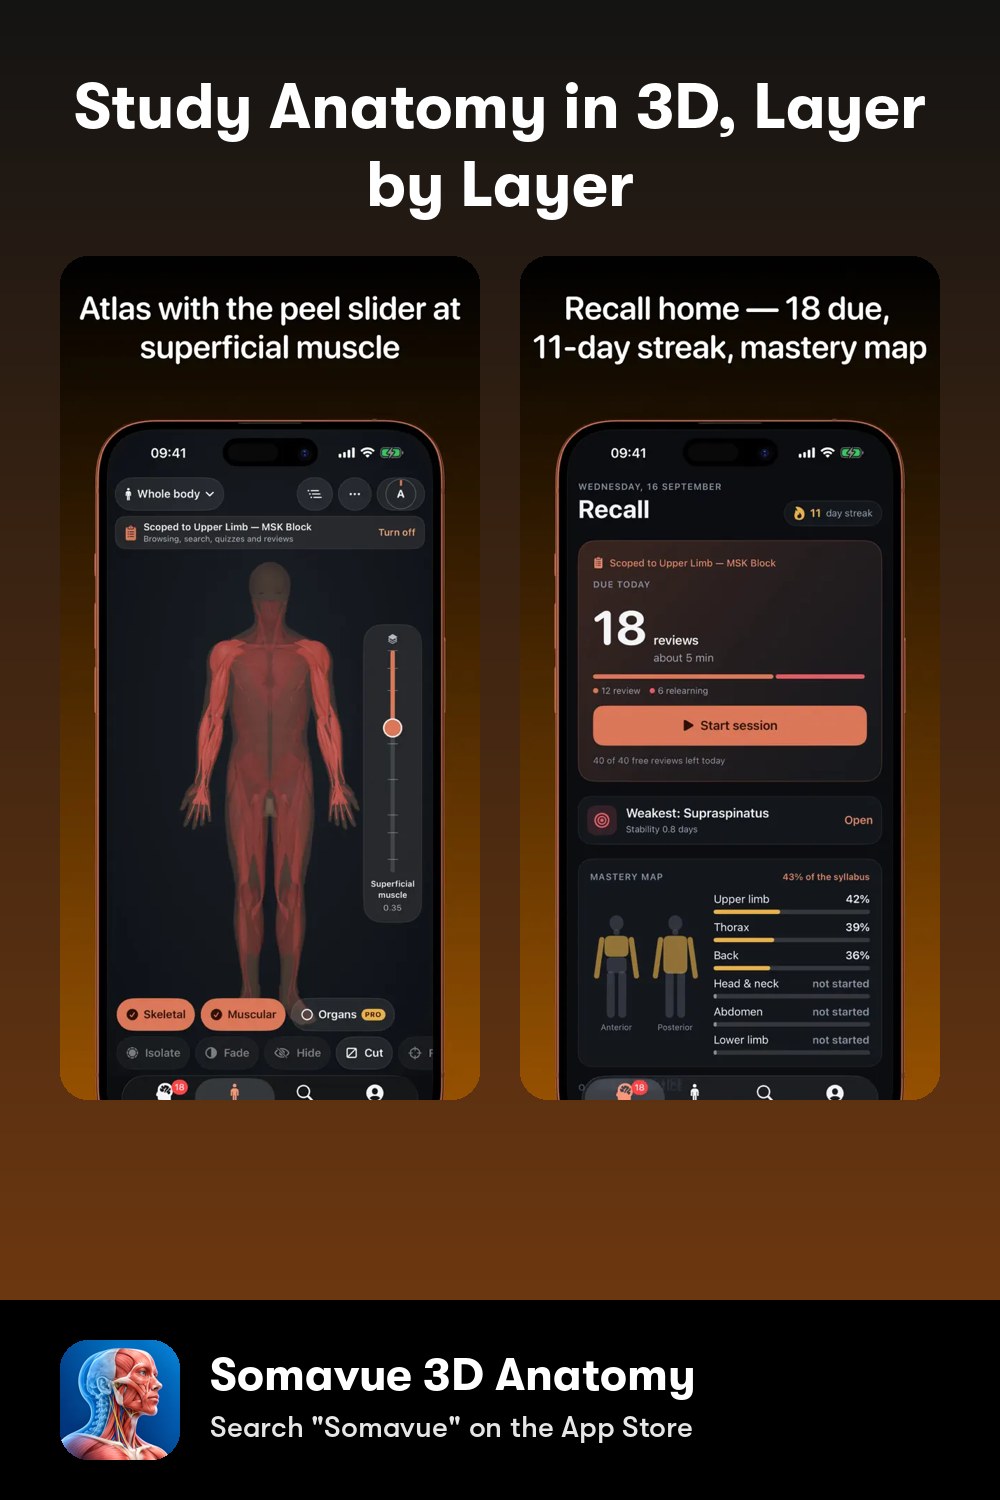 Study Anatomy in 3D, Layer
by Layer
Atlas with the peel slider at
superficial muscle
09:41
Whole body
A
Scoped to Upper Limb — MSK Block
Browsing, search, quizzes and reviews
Turn off
Superficial
muscle
0.35
Skeletal
Muscular
Organs PRO
Isolate
Fade
Hide
Cut
18
Recall home — 18 due,
11-day streak, mastery map
09:41
WEDNESDAY, 16 SEPTEMBER
Recall
11 day streak
Scoped to Upper Limb — MSK Block
DUE TODAY
18 reviews
about 5 min
12 review 6 relearning
Start session
40 of 40 free reviews left today
Weakest: Supraspinatus
Stability 0.8 days
Open
MASTERY MAP
43% of the syllabus
Upper limb 42%
Thorax 39%
Back 36%
Head & neck not started
Abdomen not started
Lower limb not started
Anterior
Posterior
18
Somavue 3D Anatomy
Search "Somavue" on the App Store